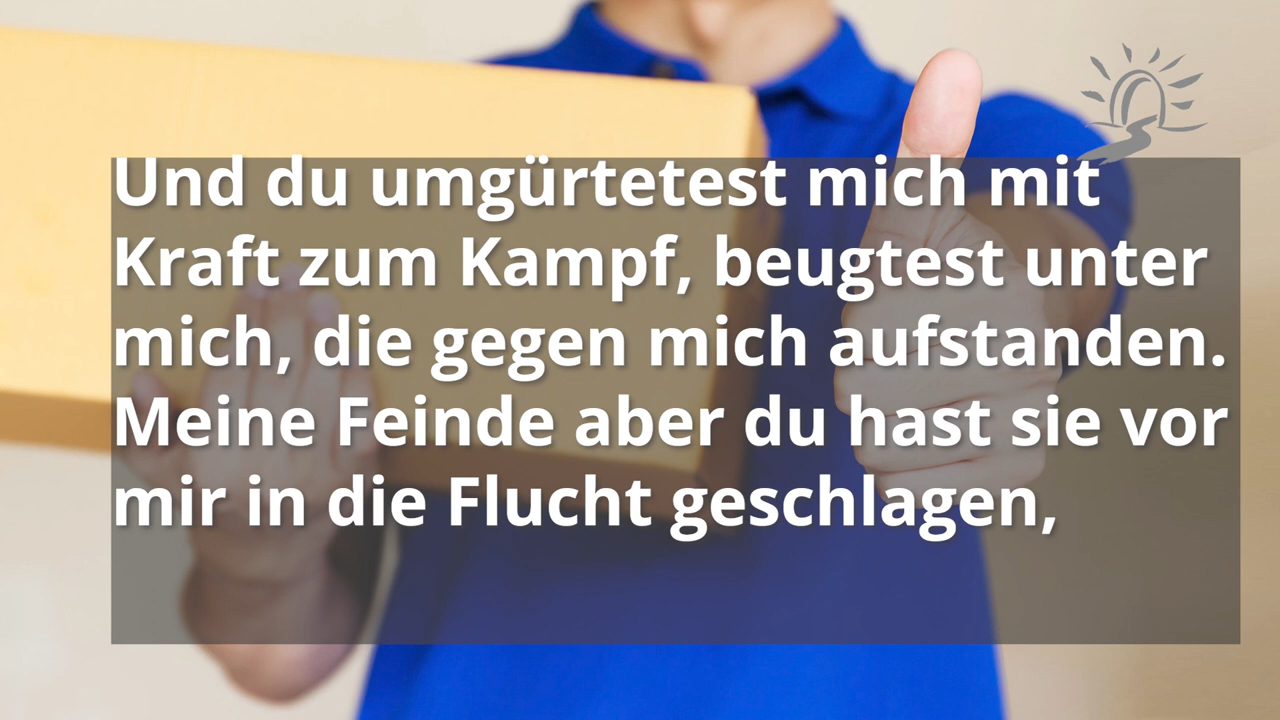 Und du umgürtetest mich mit
Kraft zum Kampf, beugtest unter
mich, die gegen mich aufstanden.
Meine Feinde aber du hast sie vor
mir in die Flucht geschlagen,